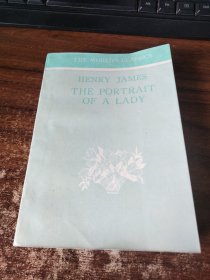 THE WORLD'S CLASSICS
HENRY JAMES
THE PORTRAIT
OF A LADY